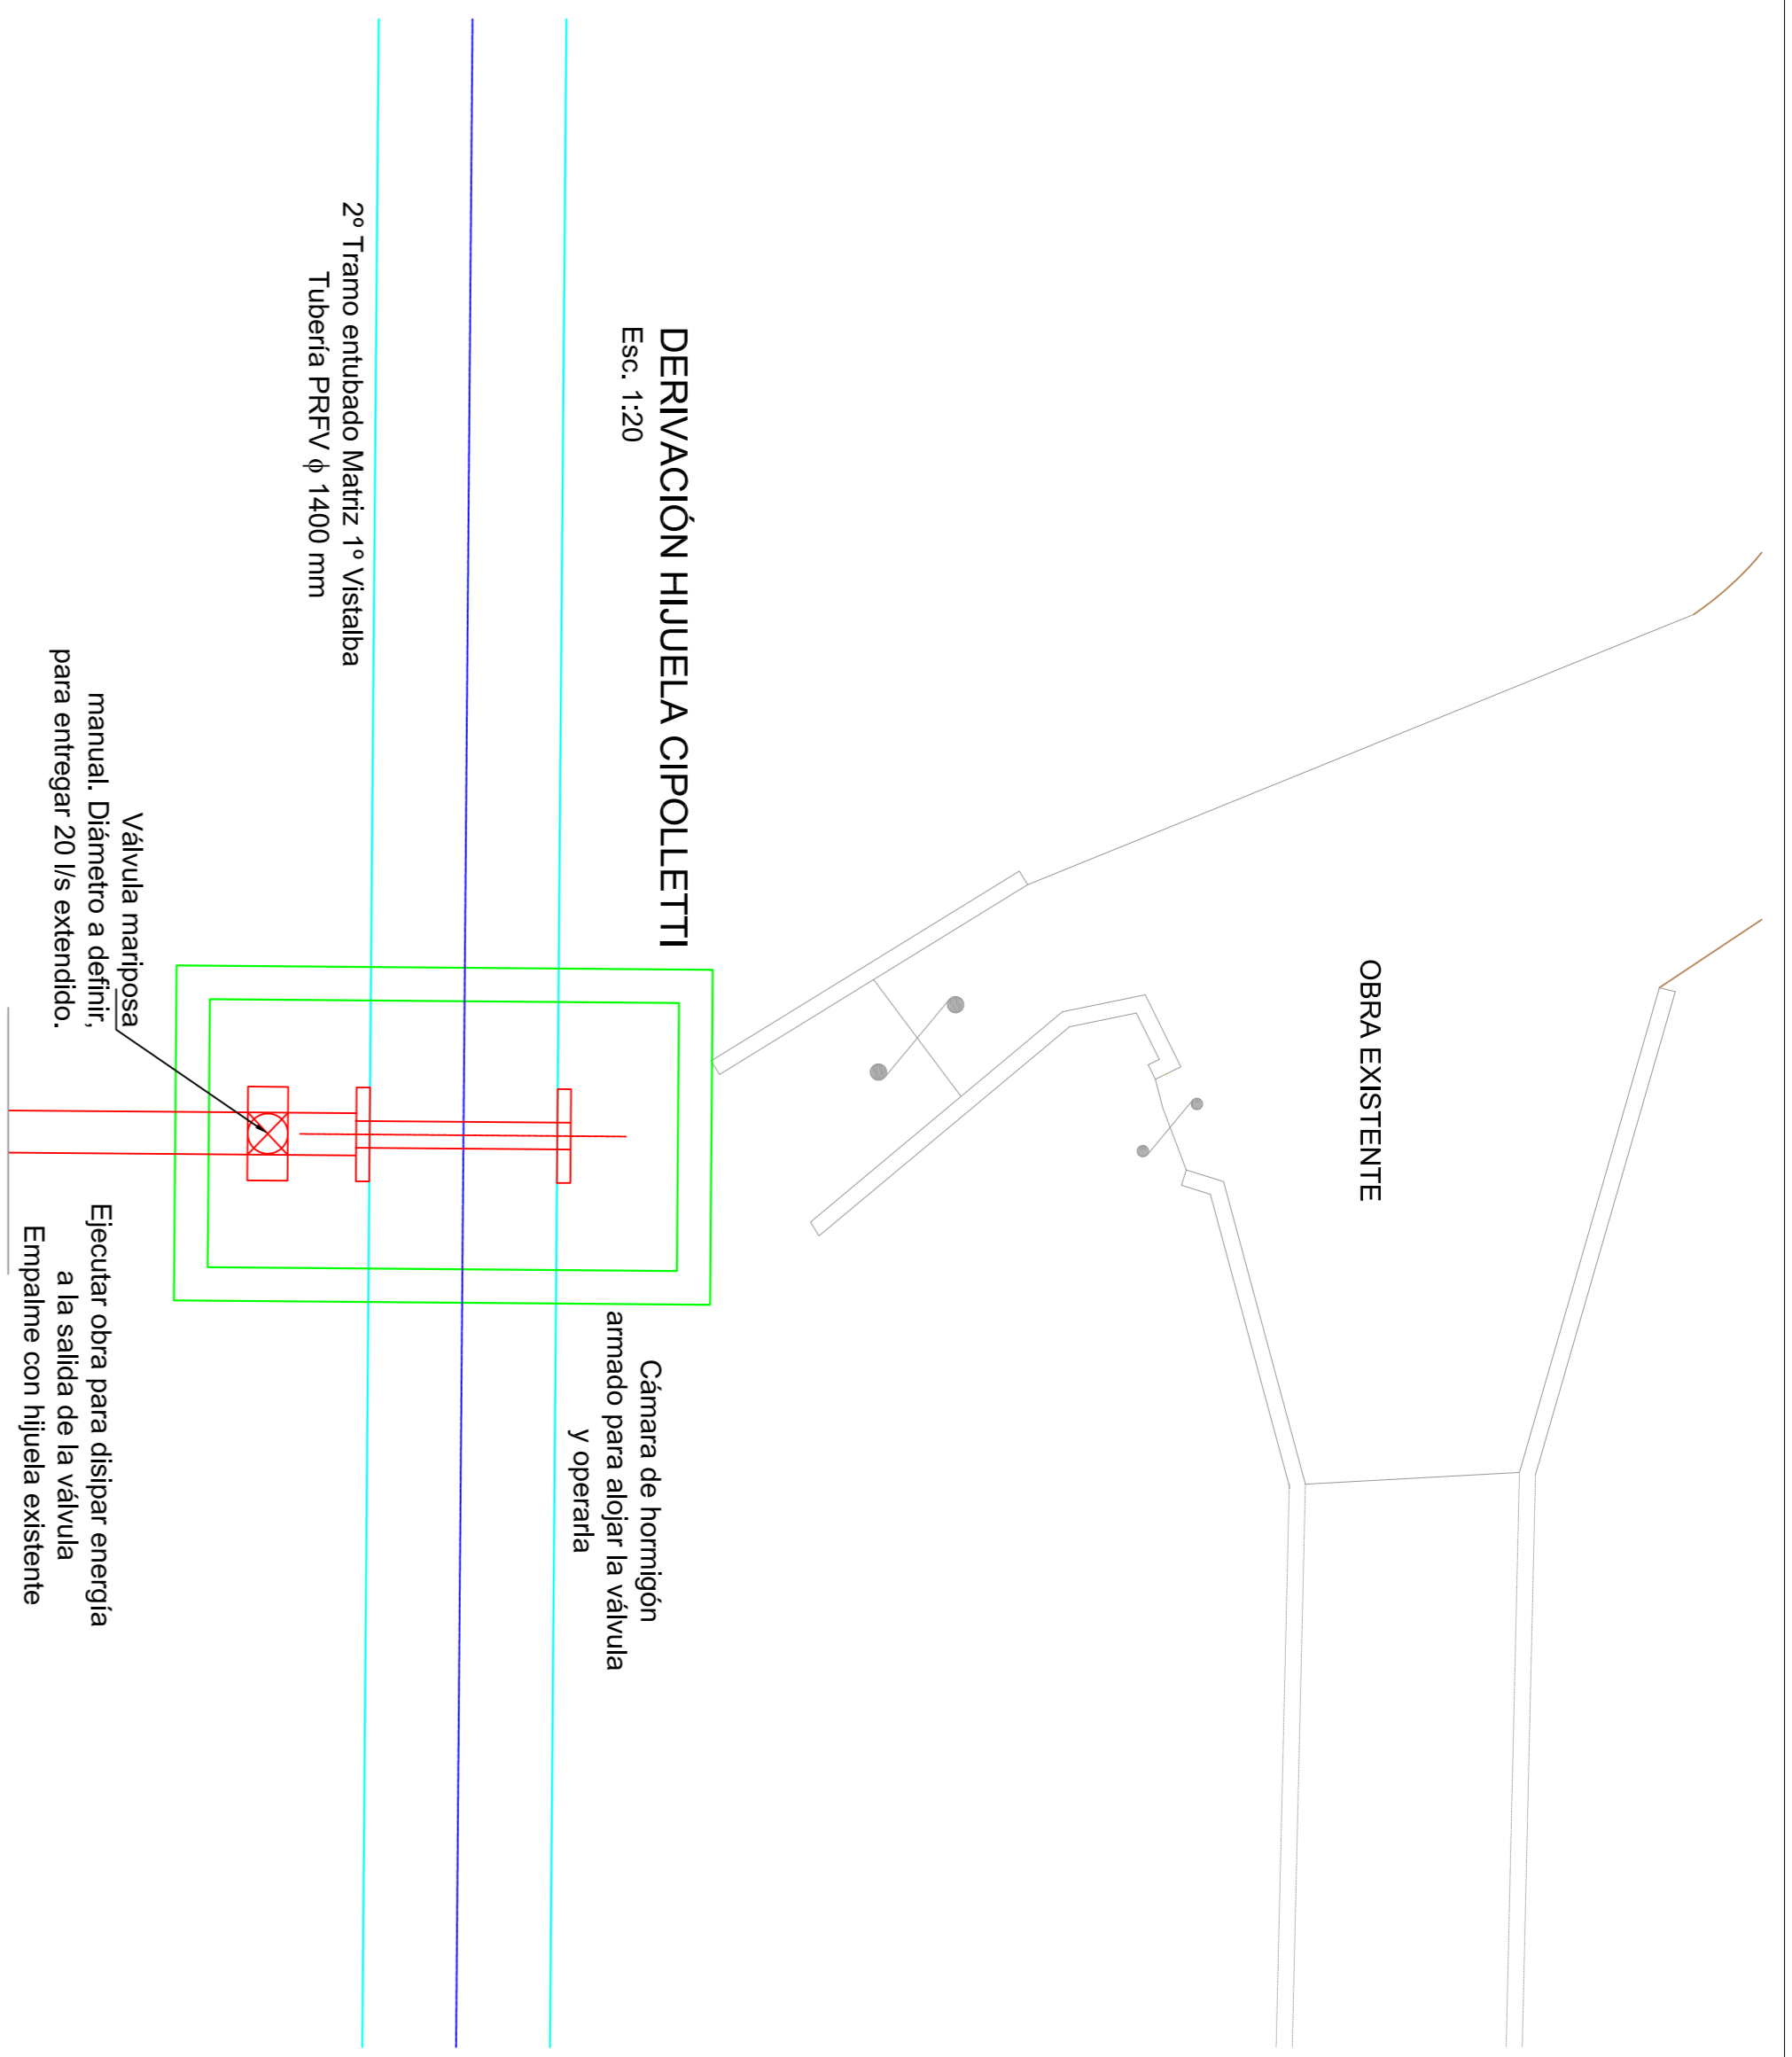 OBRA EXISTENTE
DERIVACIÓN HIJUELA CIPOLLETTI
Esc. 1:20
Cámara de hormigón
armado para alojar la válvula
y operarla
2º Tramo entubado Matriz 1º Vistalba
Tubería PRFV ϕ 1400 mm
Válvula mariposa
manual. Diámetro a definir,
para entregar 20 l/s extendido.
Ejecutar obra para disipar energía
a la salida de la válvula
Empalme con hijuela existente